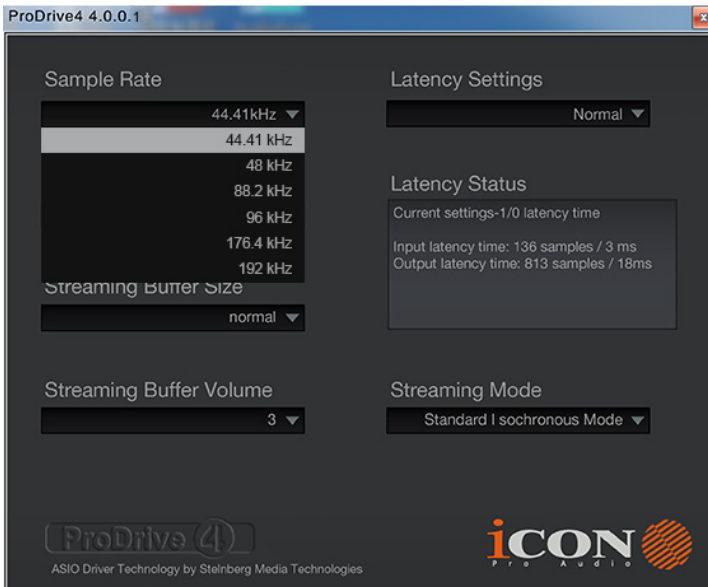 ProDrive4 4.0.0.1
x
Sample Rate
44.41kHz
44.41 kHz
48 kHz
88.2 kHz
96 kHz
176.4 kHz
192 kHz
Streaming Buffer Size
normal
Streaming Buffer Volume
3
Latency Settings
Normal
Latency Status
Current settings-1/0 latency time
Input latency time: 136 samples / 3 ms
Output latency time: 813 samples / 18ms
Streaming Mode
Standard I sochronous Mode
ProDrive 4
ASIO Driver Technology by Steinberg Media Technologies
iCON
Pro Audio